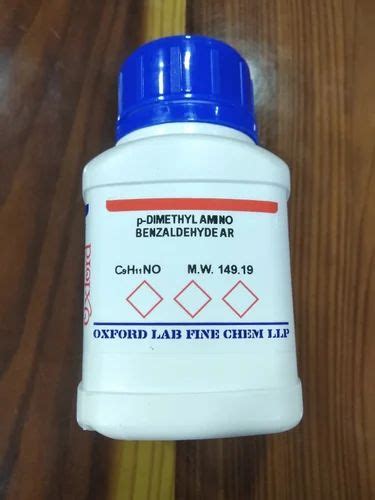 p-DIMETHYL AMINO
BENZALDEHYDE AR
C₉H₁₁NO M.W. 149.19
OXFORD LAB FINE CHEM LLP